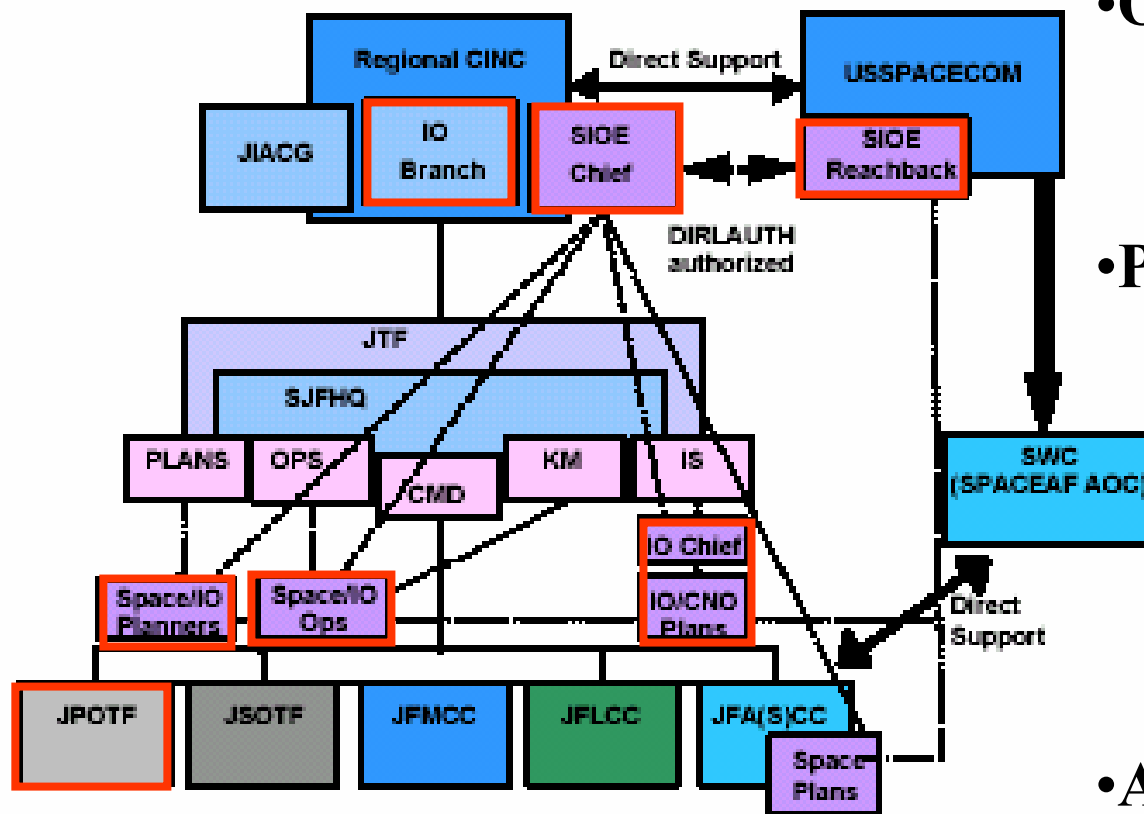 Regional CINC
Direct Support
USSPACECOM
JIACG
IO
Branch
SIOE
Chief
SIOE
Reachback
DIRLAUTH
authorized
JTF
SJFHQ
PLANS
OPS
CMD
KM
IS
SWC
(SPACEAF AOC)
IO Chief
Space/IO
Planners
Space/IO
Ops
IO/CNO
Plans
Direct
Support
JPOTF
JSOTF
JFMCC
JFLCC
JFA(S)CC
Space
Plans
•P
•A